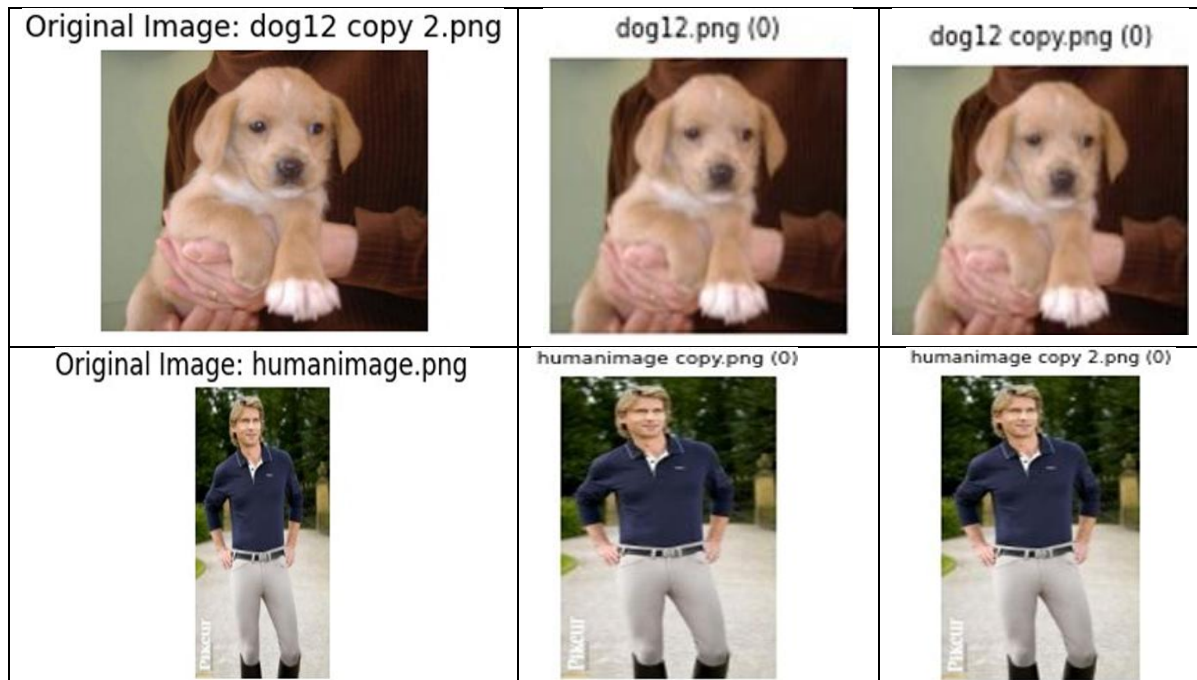 Original Image: dog12 copy 2.png
dog12.png (0)
dog12 copy.png (0)
Original Image: humanimage.png
humanimage copy.png (0)
humanimage copy 2.png (0)
Pikeur
Pikeur
Pikeur